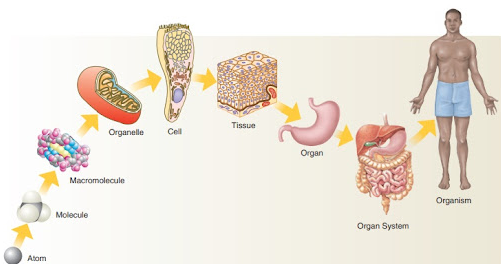 Atom
Molecule
Macromolecule
Organelle
Cell
Tissue
Organ
Organ System
Organism